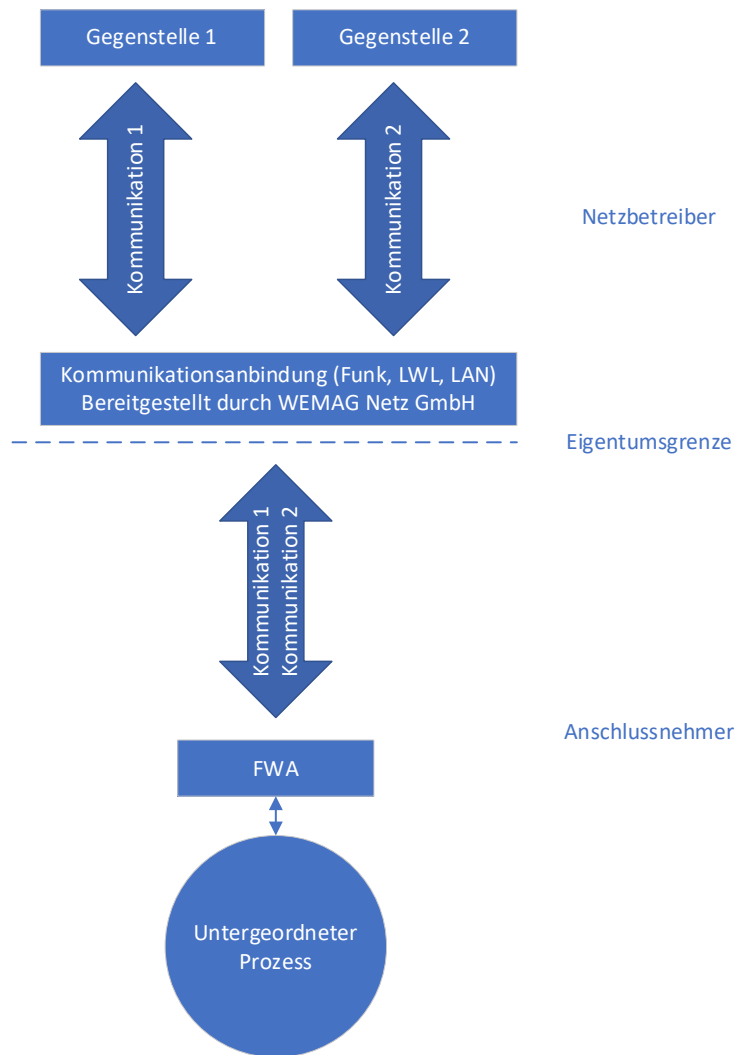 Gegenstelle 1
Gegenstelle 2
Kommunikation 1
Kommunikation 2
Netzbetreiber
Kommunikationsanbindung (Funk, LWL, LAN)
Bereitgestellt durch WEMAG Netz GmbH
Eigentumsgrenze
Kommunikation 1
Kommunikation 2
Anschlussnehmer
FWA
Untergeordneter
Prozess